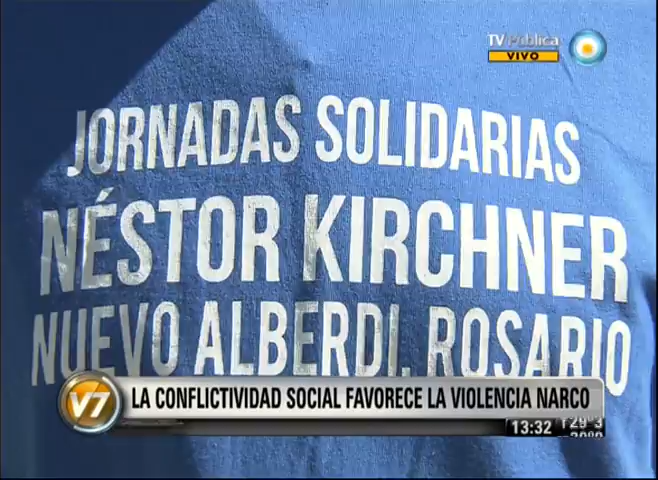 TV Pública
VIVO
JORNADAS SOLIDARIAS
NÉSTOR KIRCHNER
NUEVO ALBERDI. ROSARIO
V7
LA CONFLICTIVIDAD SOCIAL FAVORECE LA VIOLENCIA NARCO
13:32